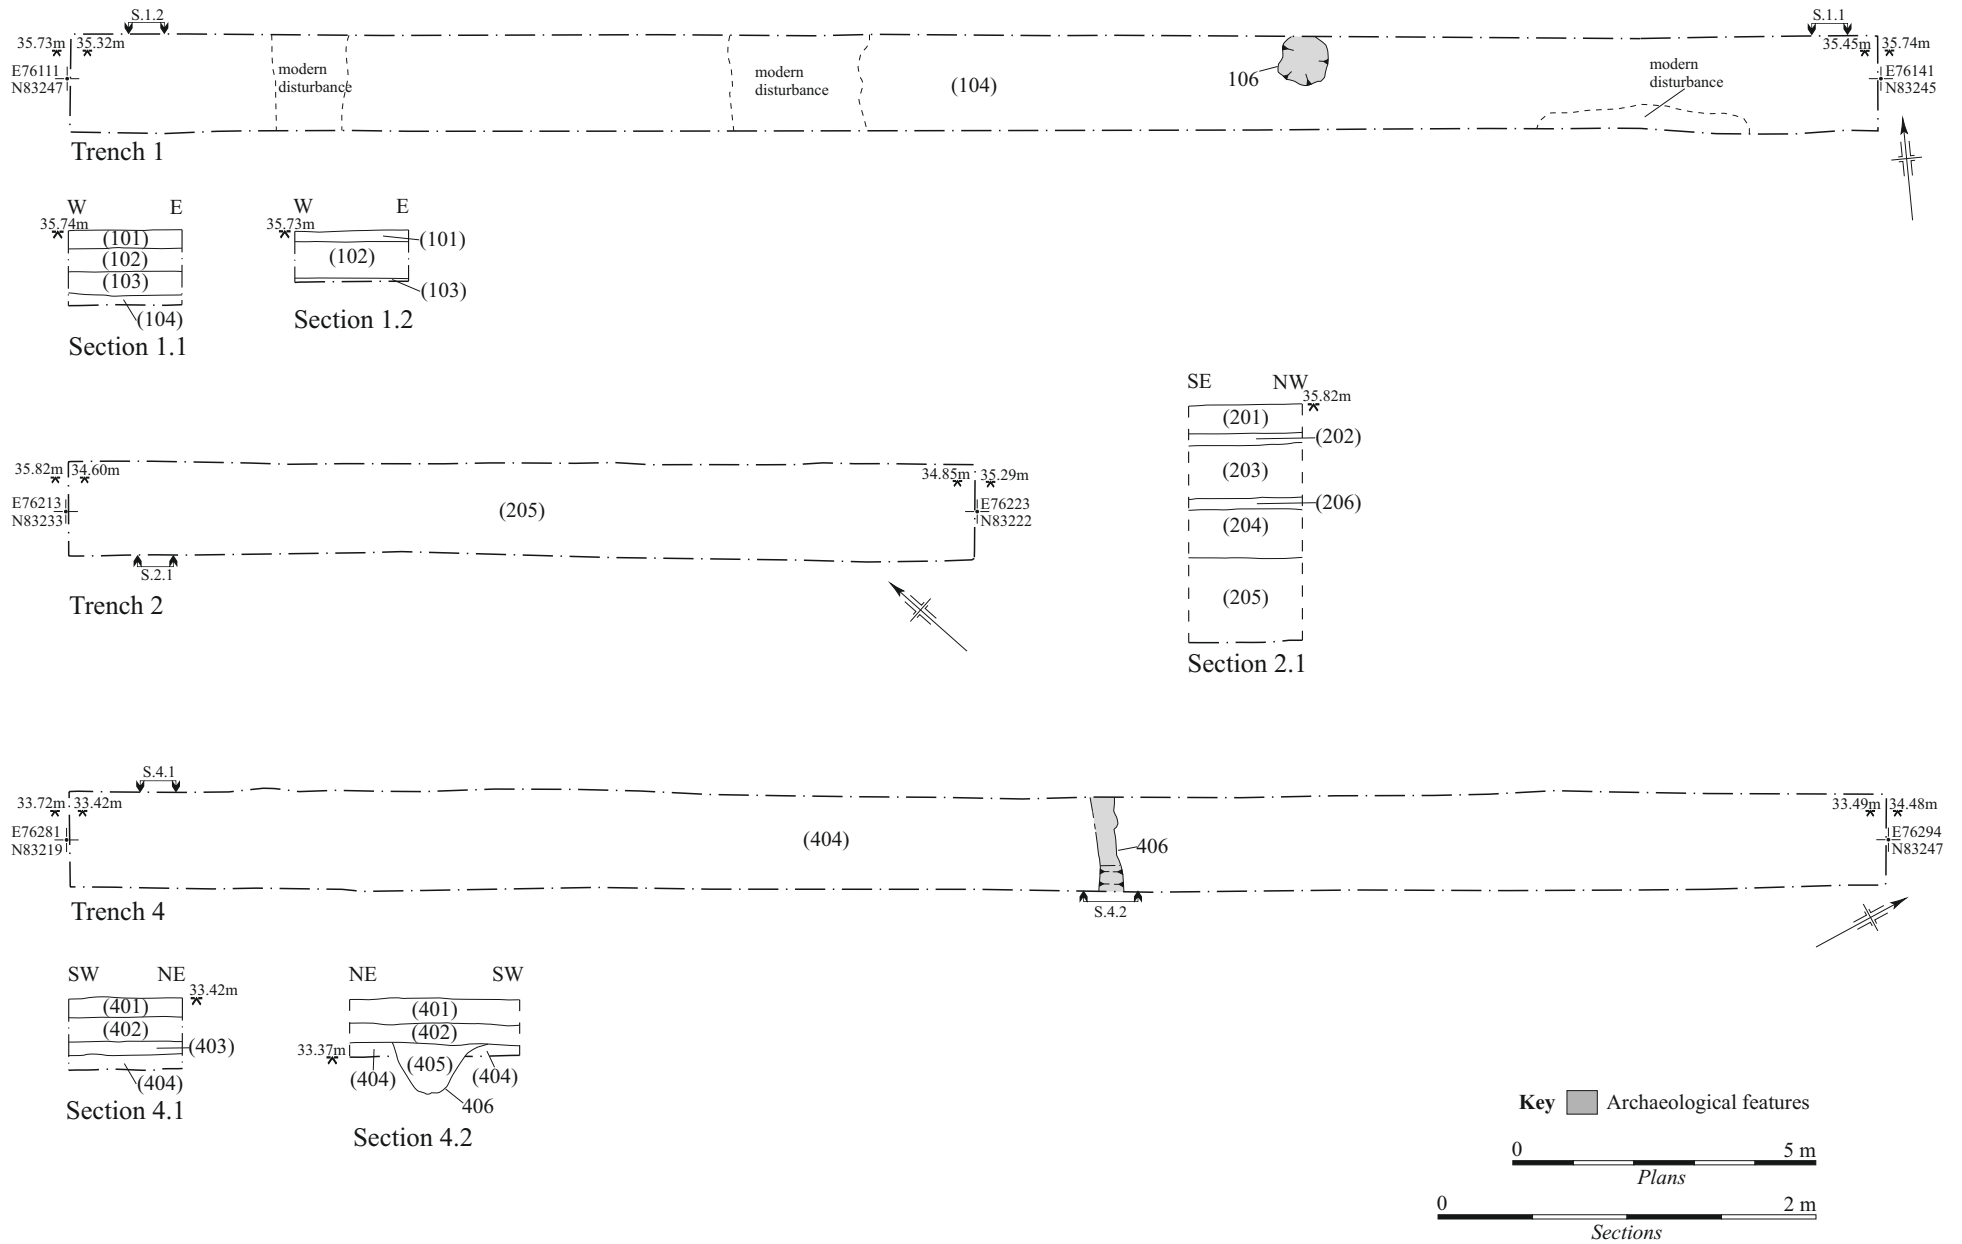 S.1.2
S.1.1
35.73m 35.32m
35.45m 35.74m
E76111
N83247
modern
disturbance
modern
disturbance
(104)
106
modern
disturbance
E76141
N83245
Trench 1
W E
35.74m
(101)
(102)
(103)
(104)
Section 1.1
W E
35.73m
(101)
(102)
(103)
Section 1.2
SE NW
35.82m
(201)
(202)
(203)
(206)
(204)
(205)
Section 2.1
35.82m 34.60m
34.85m 35.29m
E76213
N83233
(205)
E76223
N83222
S.2.1
Trench 2
S.4.1
33.72m 33.42m
33.49m 34.48m
E76281
N83219
(404)
406
E76294
N83247
S.4.2
Trench 4
SW NE
33.42m
(401)
(402)
(403)
(404)
Section 4.1
NE SW
(401)
(402)
33.37m
(405)
(404)
(404)
406
Section 4.2
Key Archaeological features
0 5 m
Plans
0 2 m
Sections